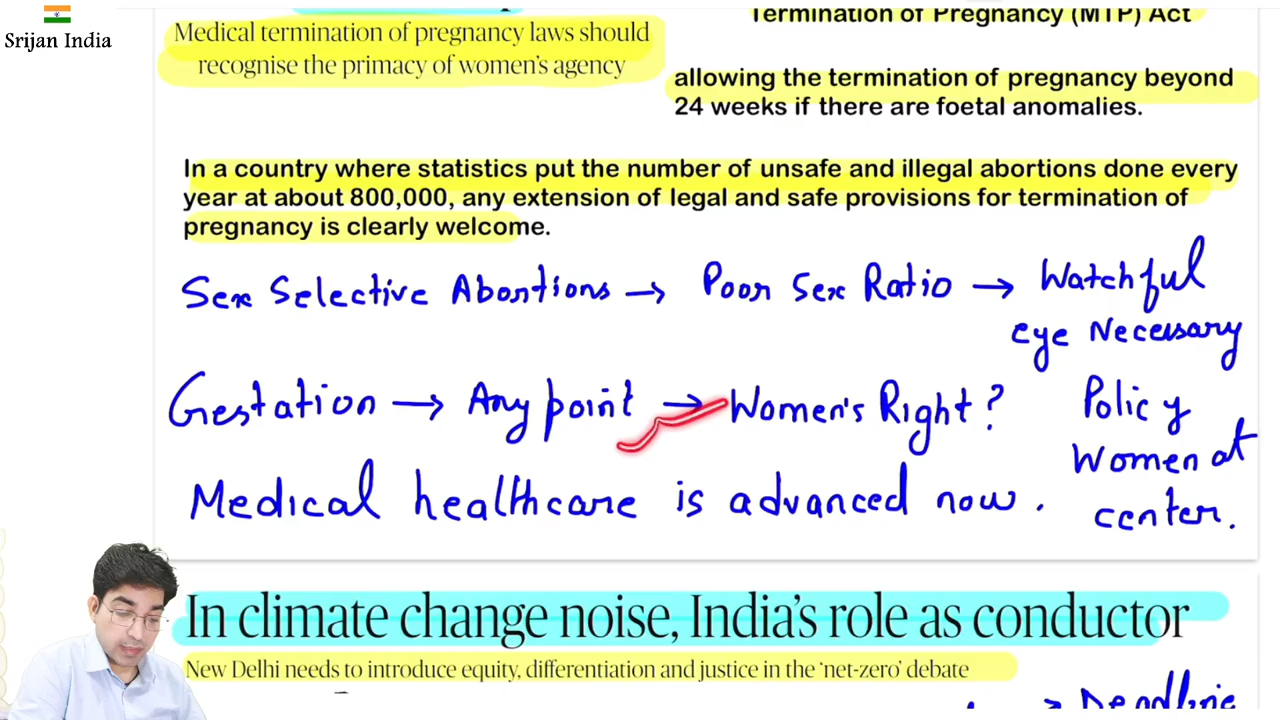 Srijan India
Medical termination of pregnancy laws should
recognise the primacy of women's agency
Termination of Pregnancy (MTP) Act
allowing the termination of pregnancy beyond
24 weeks if there are foetal anomalies.
In a country where statistics put the number of unsafe and illegal abortions done every
year at about 800,000, any extension of legal and safe provisions for termination of
pregnancy is clearly welcome.
Sex Selective Abortions → Poor Sex Ratio → Watchful
eye Necessary
Gestation → Any point → Women's Right?
Policy
Women at
center.
Medical healthcare is advanced now.
In climate change noise, India's role as conductor
New Delhi needs to introduce equity, differentiation and justice in the 'net-zero' debate
→ Deadline